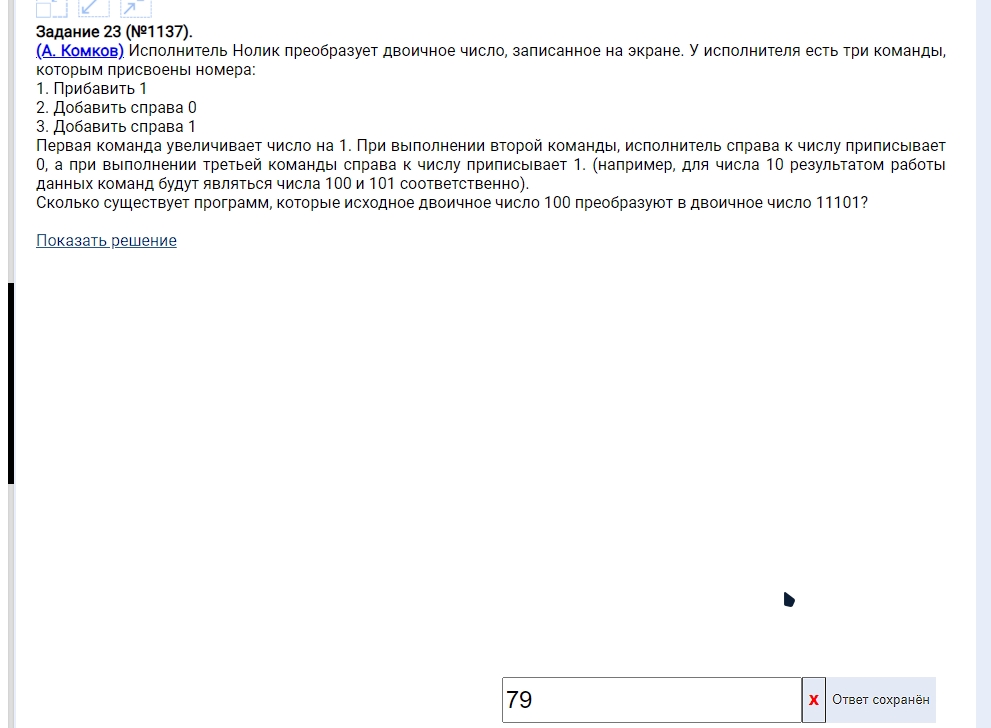 Задание 23 (№1137).
(А. Комков) Исполнитель Нолик преобразует двоичное число, записанное на экране. У исполнителя есть три команды,
которым присвоены номера:
1. Прибавить 1
2. Добавить справа 0
3. Добавить справа 1
Первая команда увеличивает число на 1. При выполнении второй команды, исполнитель справа к числу приписывает
0, а при выполнении третьей команды справа к числу приписывает 1. (например, для числа 10 результатом работы
данных команд будут являться числа 100 и 101 соответственно).
Сколько существует программ, которые исходное двоичное число 100 преобразуют в двоичное число 11101?
Показать решение
79 x Ответ сохранён